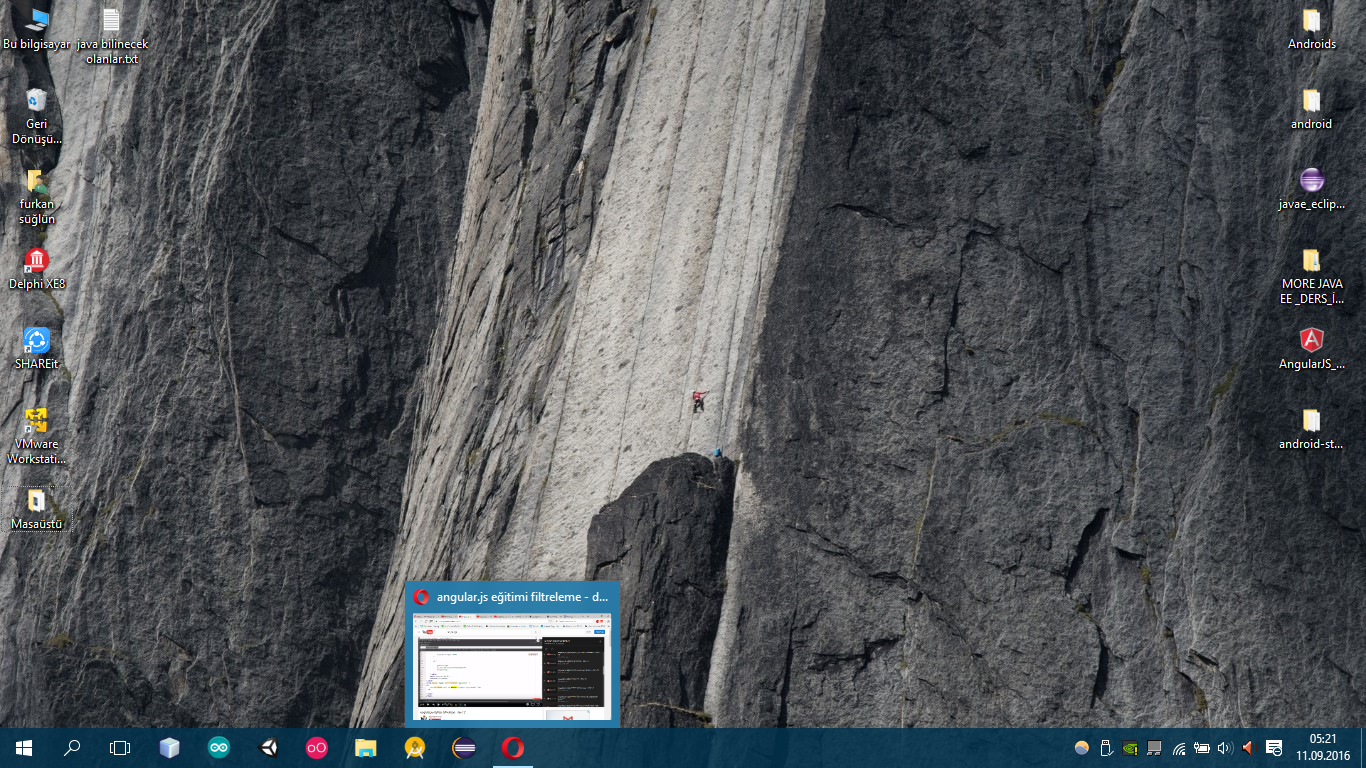 Bu bilgisayar
java bilinecek
olanlar.txt
Geri
Dönüşü...
furkan
süğlün
Delphi XE8
SHAREit
VMware
Workstati...
Masaüstü
Androids
android
javae_eclip...
MORE JAVA
EE _DERS_İ...
AngularJS_...
android-st...
angular.js eğitimi filtreleme - d...
05:21
11.09.2016